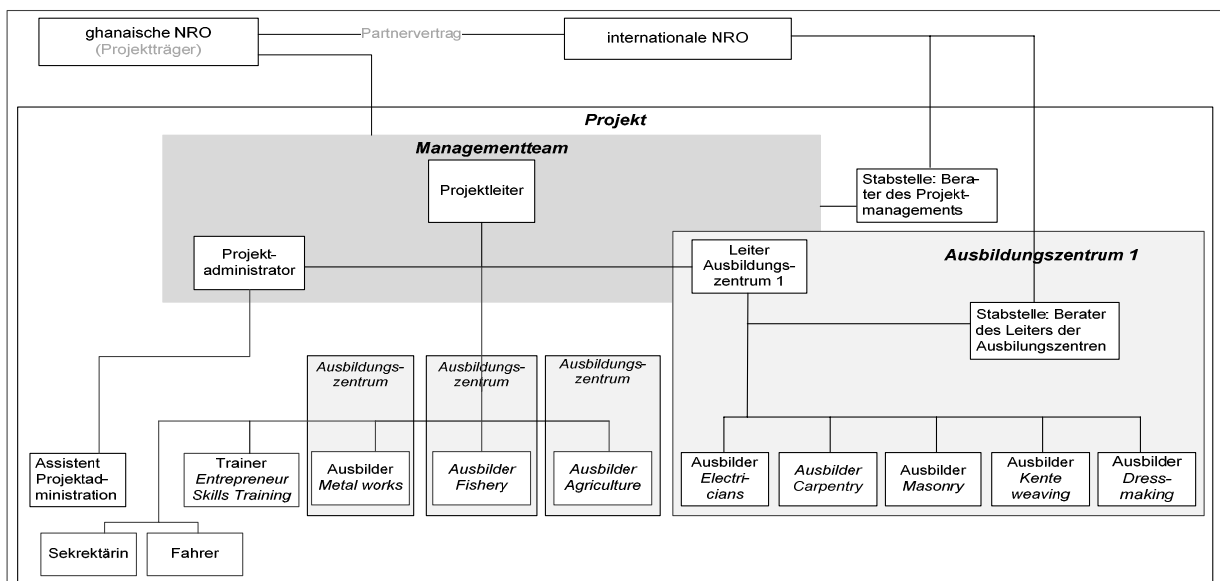 ghanaische NRO
(Projektträger)
Partnervertrag
internationale NRO
Projekt
Managementteam
Projektleiter
Stabstelle: Bera-
ter des Projekt-
managements
Projekt-
administrator
Leiter
Ausbildungs-
zentrum 1
Ausbildungszentrum 1
Stabstelle: Berater
des Leiters der
Ausbilungszentren
Ausbildungs-
zentrum
Ausbildungs-
zentrum
Ausbildungs-
zentrum
Assistent
Projektad-
ministration
Trainer
Entrepreneur
Skills Training
Ausbilder
Metal works
Ausbilder
Fishery
Ausbilder
Agriculture
Ausbilder
Electri-
cians
Ausbilder
Carpentry
Ausbilder
Masonry
Ausbilder
Kente
weaving
Ausbilder
Dress-
making
Sekrektärin
Fahrer